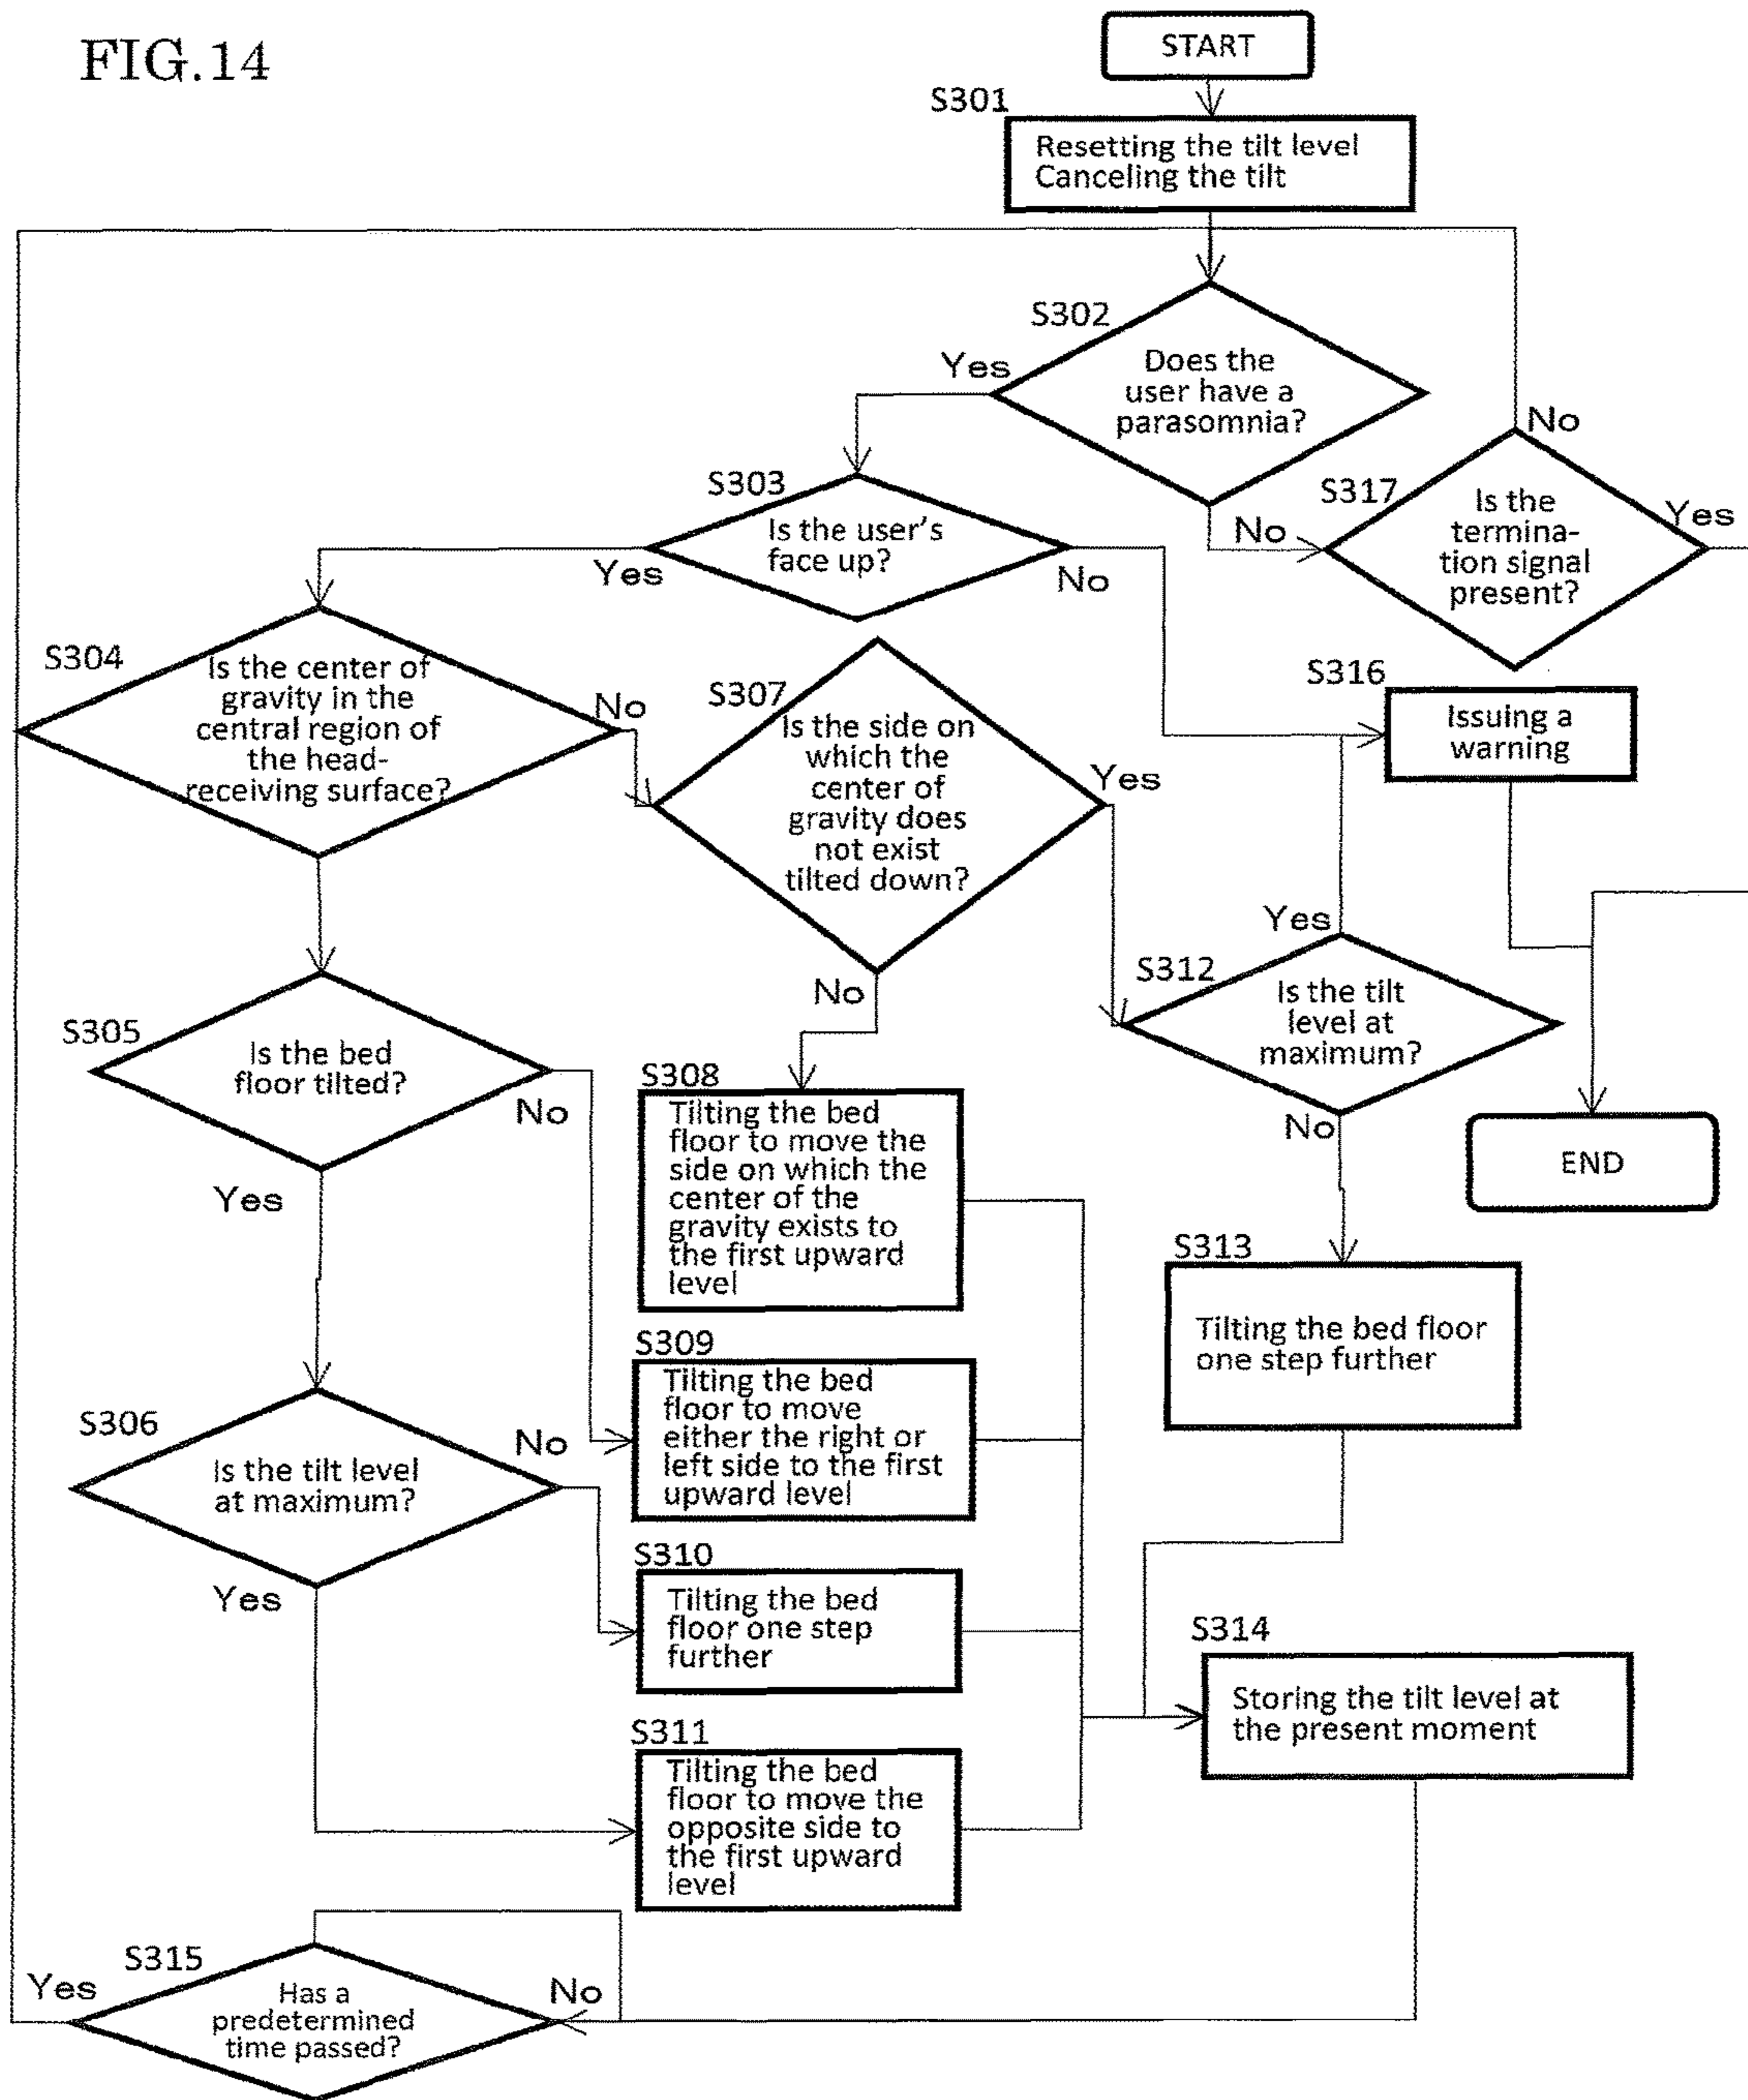 FIG.14
START
S301
Resetting the tilt level
Canceling the tilt
S302
Does the
user have a
parasomnia?
Yes
No
S303
Is the user's
face up?
Yes
No
S317
Is the
termina-
tion signal
present?
No
Yes
S304
Is the center of
gravity in the
central region of
the head-
receiving surface?
No
S307
Is the side on
which the
center of
gravity does
not exist
tilted down?
Yes
No
S316
Issuing a
warning
S305
Is the bed
floor tilted?
No
Yes
S312
Is the tilt
level at
maximum?
Yes
No
END
S308
Tilting the bed
floor to move the
side on which the
center of the
gravity exists to
the first upward
level
S313
Tilting the bed floor
one step further
S309
Tilting the bed
floor to move
either the right or
left side to the first
upward level
S306
Is the tilt level
at maximum?
No
Yes
S310
Tilting the bed
floor one step
further
S314
Storing the tilt level at
the present moment
S311
Tilting the bed
floor to move the
opposite side to
the first upward
level
S315
Has a
predetermined
time passed?
Yes
No